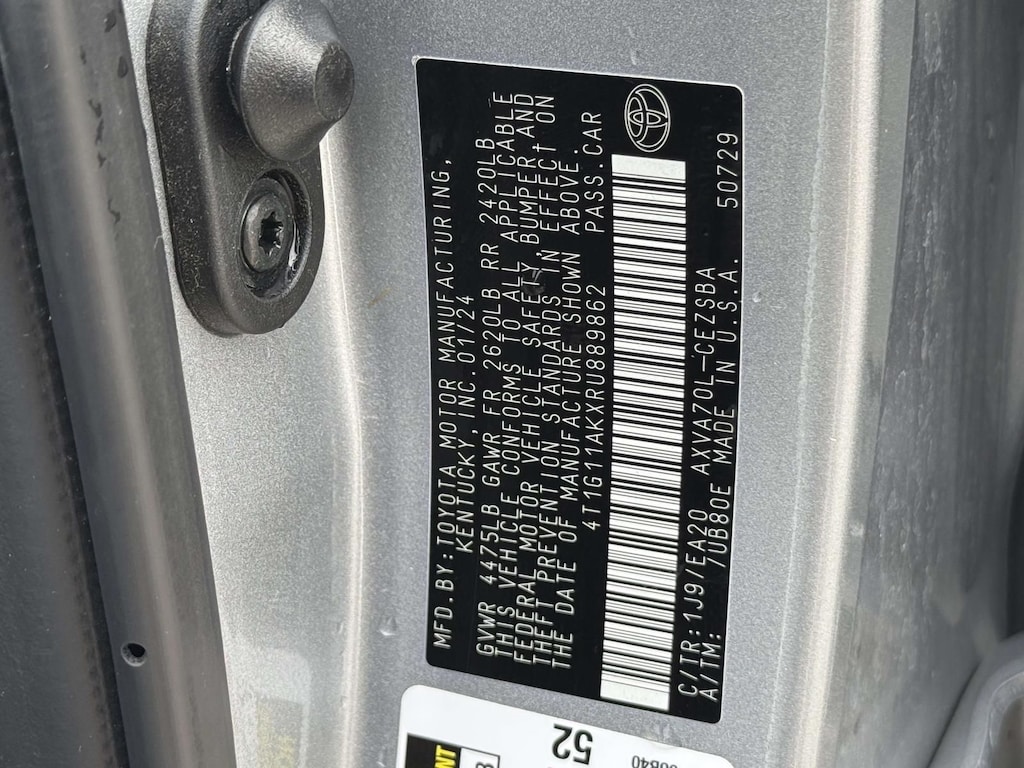 MFD.BY:TOYOTA MOTOR MANUFACTURING,
KENTUCKY,INC.01/24
GVWR 4475LB GAWR FR 2620LB RR 2420LB
THIS VEHICLE CONFORMS TO ALL APPLICABLE
FEDERAL MOTOR VEHICLE SAFETY,BUMPER,AND
THEFT PREVENTION STANDARDS IN EFFECT ON
THE DATE OF MANUFACTURE SHOWN ABOVE.
4T1G11AKXRU889862 PASS.CAR
C/TR:1J9/EA20 AXVA70L-CEZSBA 50729
A/TM: /UB80E MADE IN U.S.A.
52